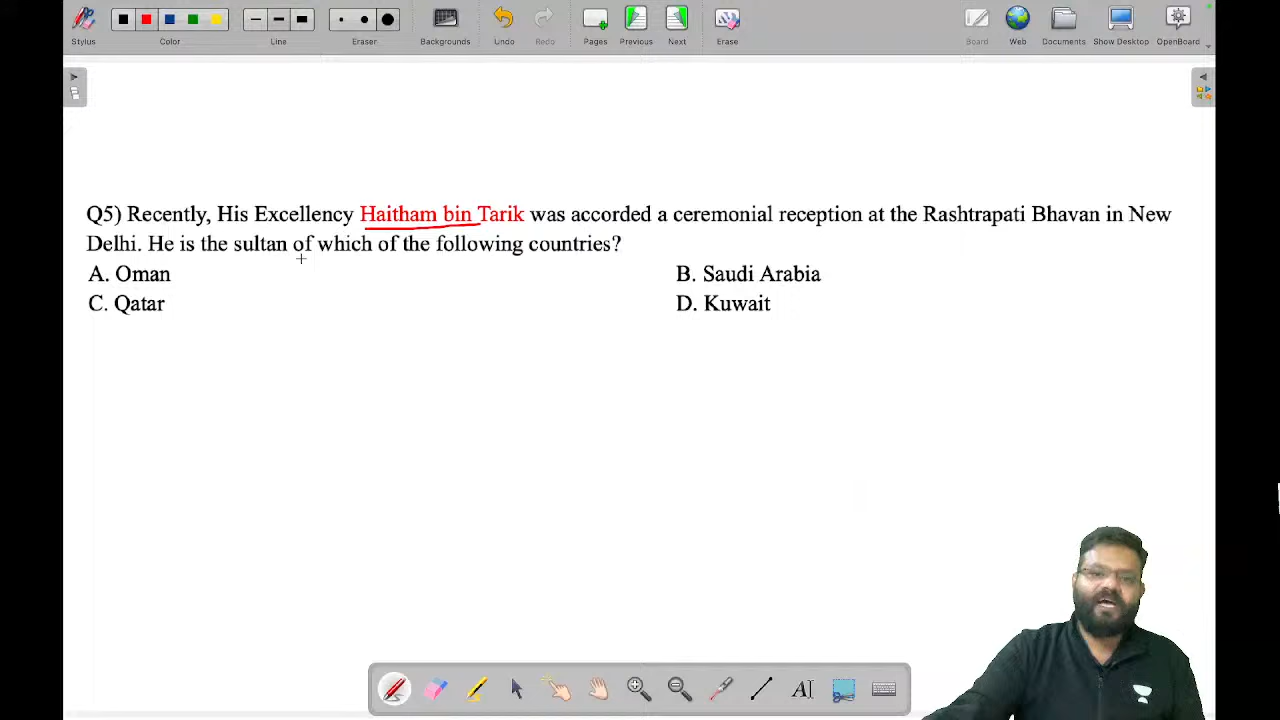 Stylus Color Line Eraser Backgrounds Undo Redo Pages Previous Next Erase Board Web Documents Show Desktop OpenBoard
Q5) Recently, His Excellency Haitham bin Tarik was accorded a ceremonial reception at the Rashtrapati Bhavan in New
Delhi. He is the sultan of which of the following countries?
A. Oman B. Saudi Arabia
C. Qatar D. Kuwait